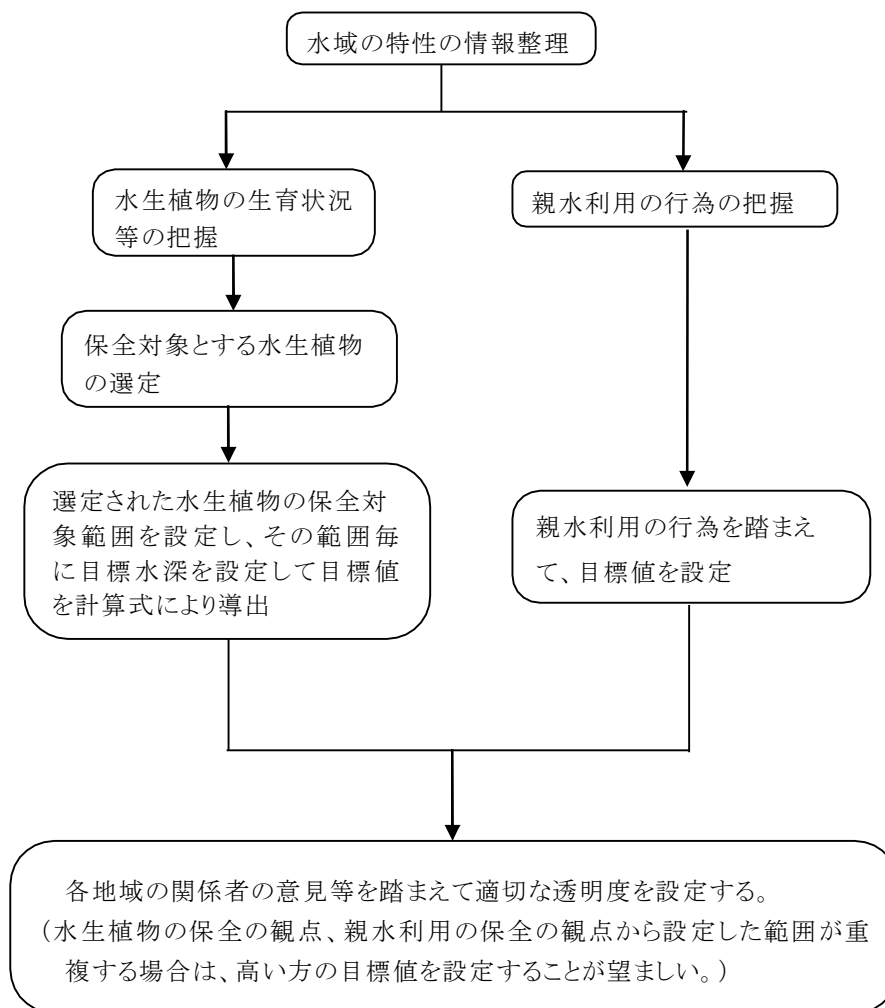 水域の特性の情報整理
水生植物の生育状況
等の把握
親水利用の行為の把握
保全対象とする水生植物
の選定
選定された水生植物の保全対
象範囲を設定し、その範囲毎
に目標水深を設定して目標値
を計算式により導出
親水利用の行為を踏まえ
て、目標値を設定
各地域の関係者の意見等を踏まえて適切な透明度を設定する。
(水生植物の保全の観点、親水利用の保全の観点から設定した範囲が重
複する場合は、高い方の目標値を設定することが望ましい。)